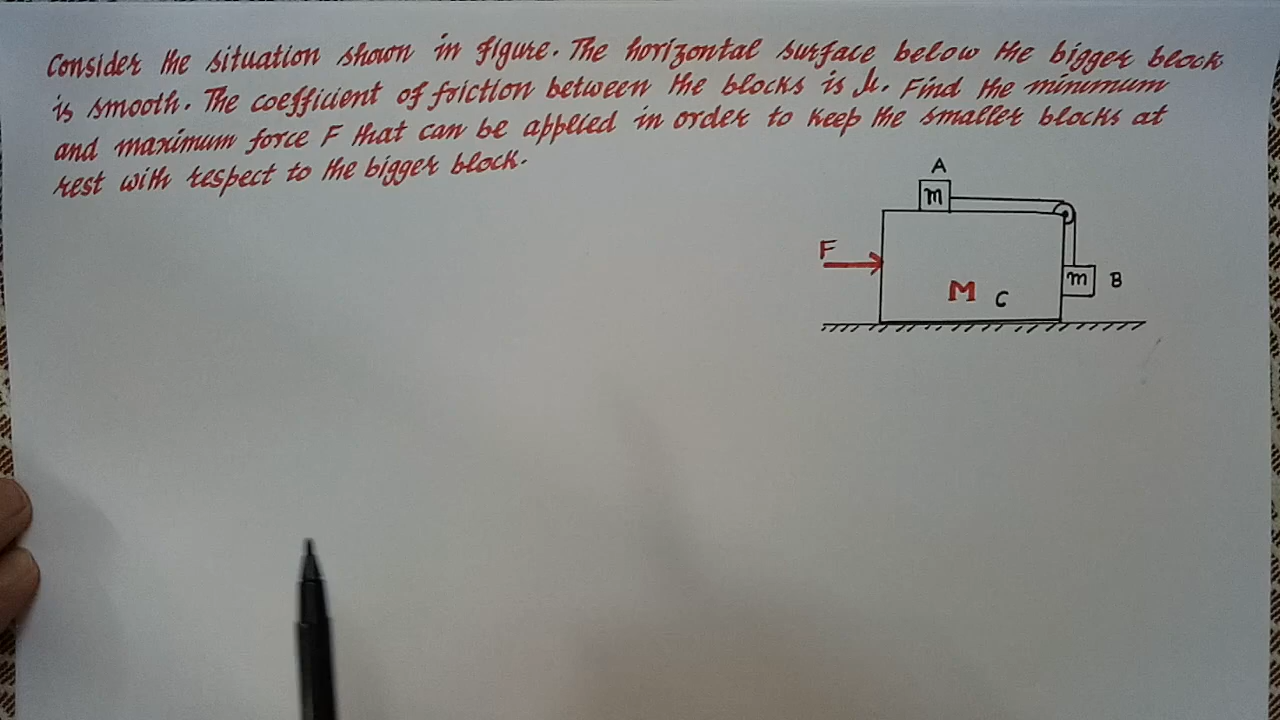 Consider the situation shown in figure. The horizontal surface below the bigger block
is smooth. The coefficient of friction between the blocks is μ. Find the minimum
and maximum force F that can be applied in order to keep the smaller blocks at
rest with respect to the bigger block.
A
m
F
m B
M C